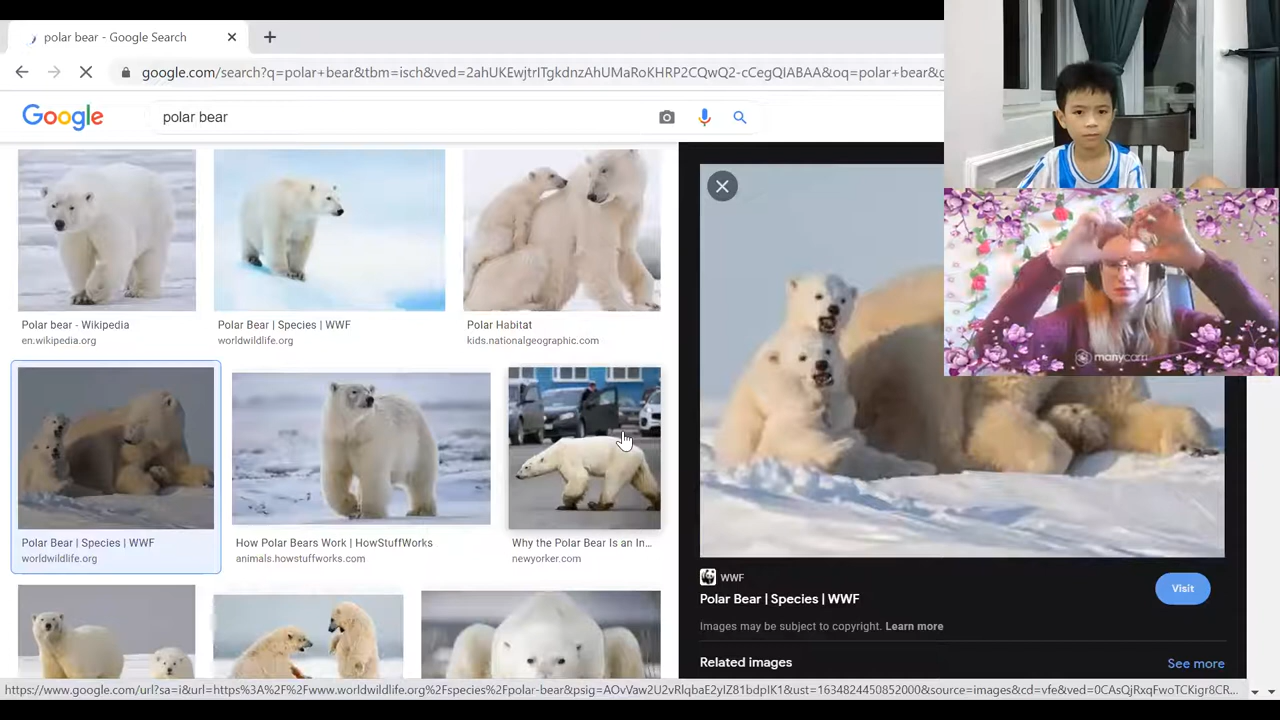 polar bear - Google Search
google.com/search?q=polar+bear&tbm=isch&ved=2ahUKEwjtrITgkdnzAhUMaRoKHRP2CQwQ2-cCegQIABAA&oq=polar+bear&g
Google
polar bear
Polar bear - Wikipedia
en.wikipedia.org
Polar Bear | Species | WWF
worldwildlife.org
Polar Habitat
kids.nationalgeographic.com
manycam
Polar Bear | Species | WWF
worldwildlife.org
How Polar Bears Work | HowStuffWorks
animals.howstuffworks.com
Why the Polar Bear Is an In...
newyorker.com
WWF
Polar Bear | Species | WWF
Visit
Images may be subject to copyright. Learn more
Related images
See more
https://www.google.com/url?sa=i&url=https%3A%2F%2Fwww.worldwildlife.org%2Fspecies%2Fpolar-bear&psig=AOvVaw2U2vRlqbaE2yIZ81bdpIK1&ust=1634824450852000&source=images&cd=vfe&ved=0CAsQjRxqFwoTCKigr8CR...